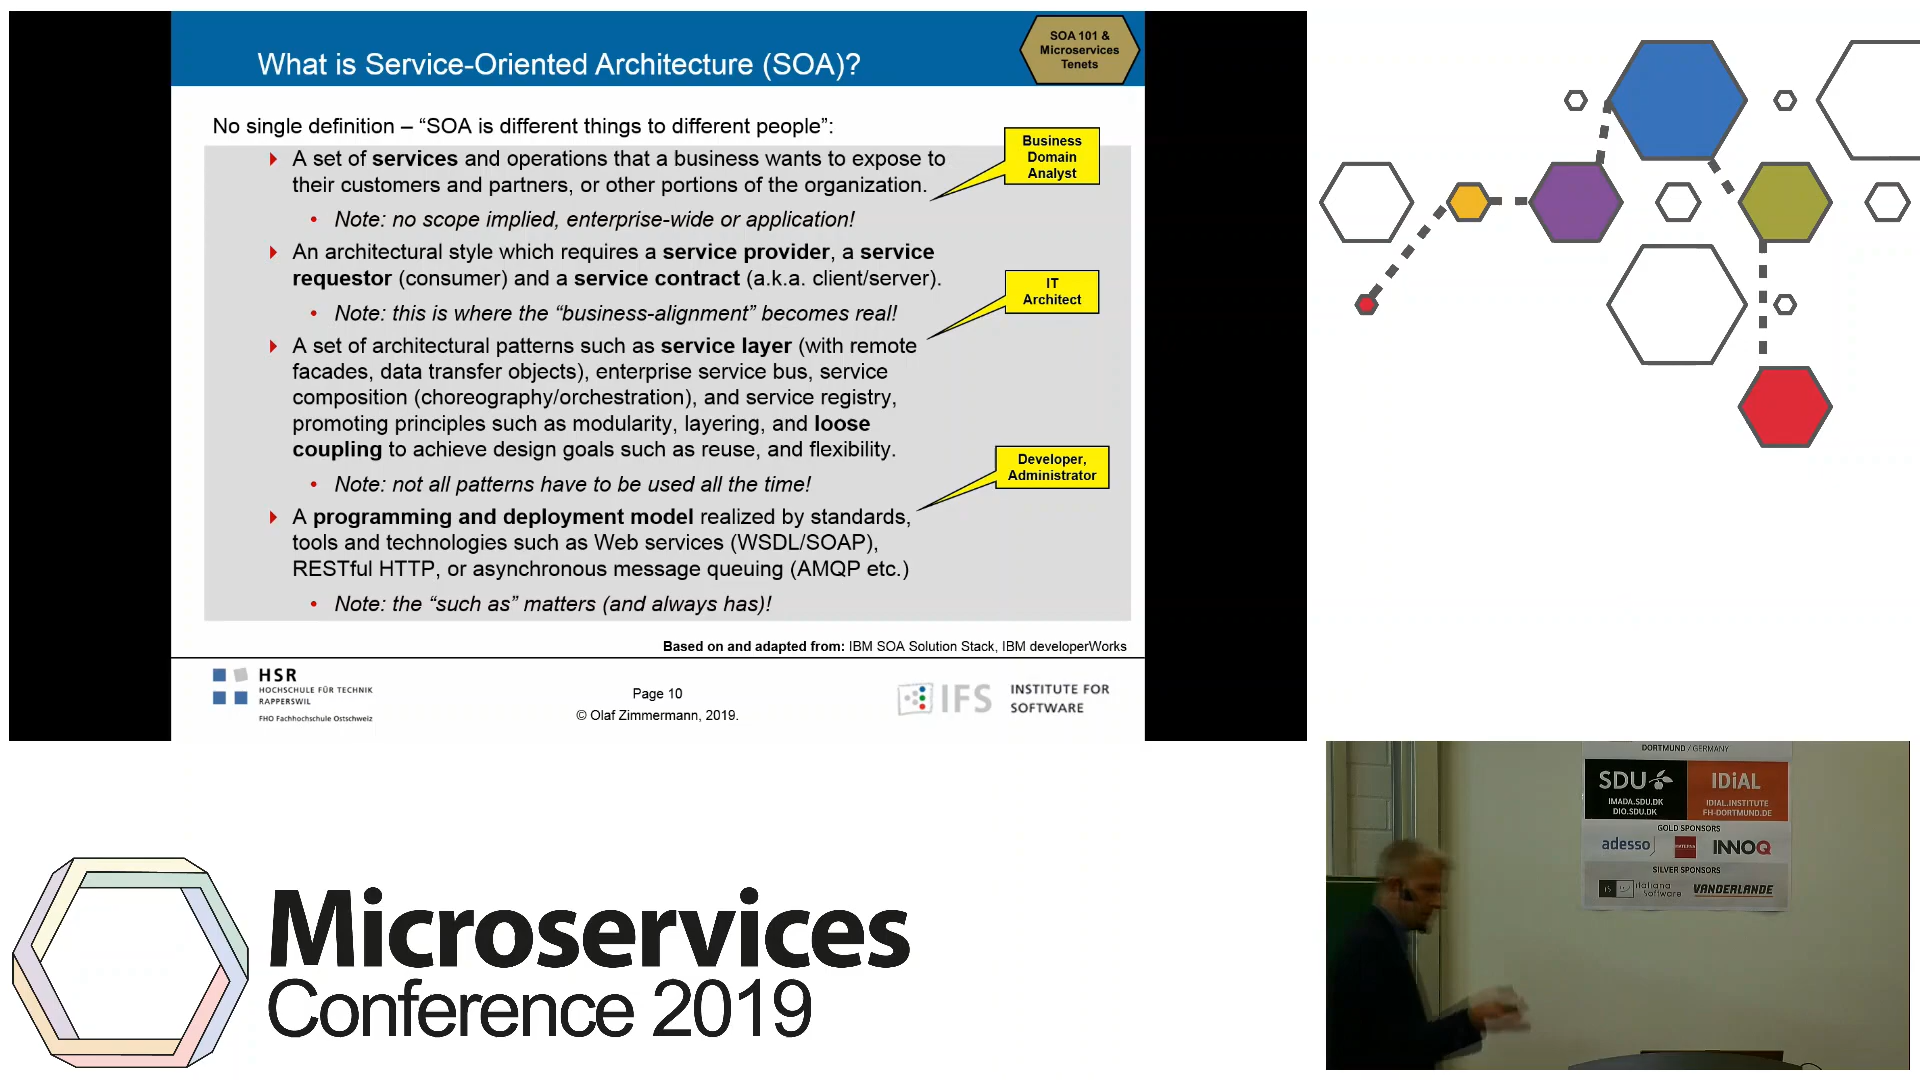 What is Service-Oriented Architecture (SOA)?
SOA 101 &
Microservices
Tenets
No single definition – “SOA is different things to different people”:
A set of services and operations that a business wants to expose to
their customers and partners, or other portions of the organization.
Business
Domain
Analyst
• Note: no scope implied, enterprise-wide or application!
An architectural style which requires a service provider, a service
requestor (consumer) and a service contract (a.k.a. client/server).
IT
Architect
• Note: this is where the “business-alignment” becomes real!
A set of architectural patterns such as service layer (with remote
facades, data transfer objects), enterprise service bus, service
composition (choreography/orchestration), and service registry,
promoting principles such as modularity, layering, and loose
coupling to achieve design goals such as reuse, and flexibility.
Developer,
Administrator
• Note: not all patterns have to be used all the time!
A programming and deployment model realized by standards,
tools and technologies such as Web services (WSDL/SOAP),
RESTful HTTP, or asynchronous message queuing (AMQP etc.)
• Note: the “such as” matters (and always has)!
Based on and adapted from: IBM SOA Solution Stack, IBM developerWorks
HSR
HOCHSCHULE FÜR TECHNIK
RAPPERSWIL
FHO Fachhochschule Ostschweiz
Page 10
© Olaf Zimmermann, 2019.
IFS
INSTITUTE FOR
SOFTWARE
DORTMUND / GERMANY
SDU
IMADA.SDU.DK
DIO.SDU.DK
IDiAL
IDIAL.INSTITUTE
FH-DORTMUND.DE
GOLD SPONSORS
adesso
INNOQ
SILVER SPONSORS
italiana
Software
VANDERLANDE
Microservices
Conference 2019